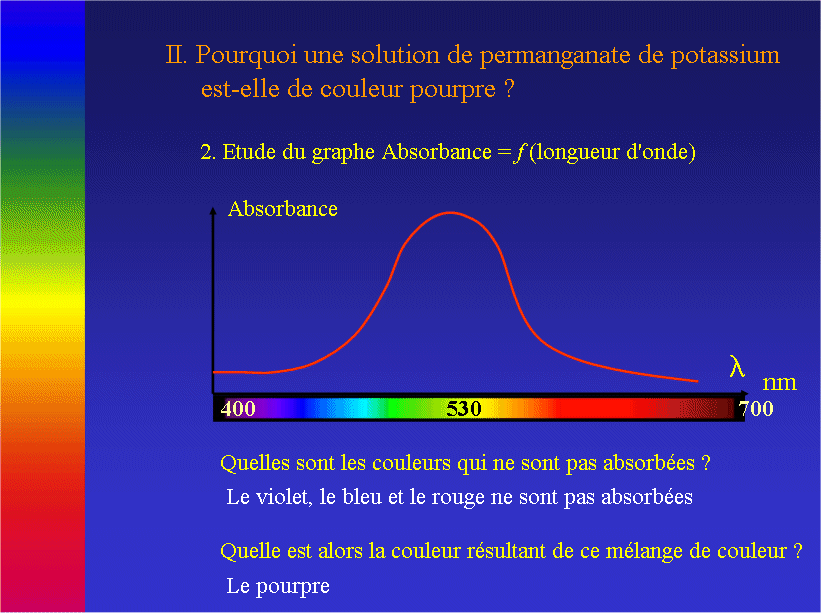 II. Pourquoi une solution de permanganate de potassium
est-elle de couleur pourpre ?
2. Etude du graphe Absorbance = f (longueur d'onde)
Absorbance
λ nm
400 530 700
Quelles sont les couleurs qui ne sont pas absorbées ?
Le violet, le bleu et le rouge ne sont pas absorbées
Quelle est alors la couleur résultant de ce mélange de couleur ?
Le pourpre